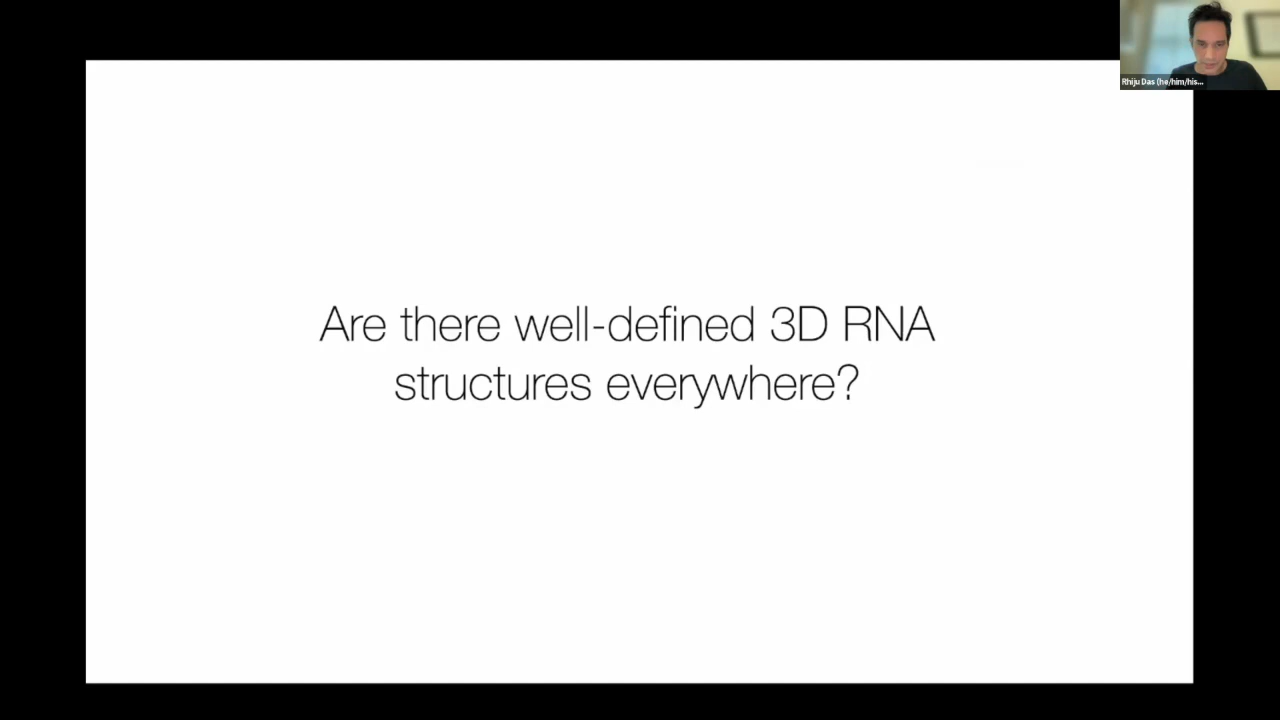 Rhiju Das (he/him/his...
Are there well-defined 3D RNA
structures everywhere?